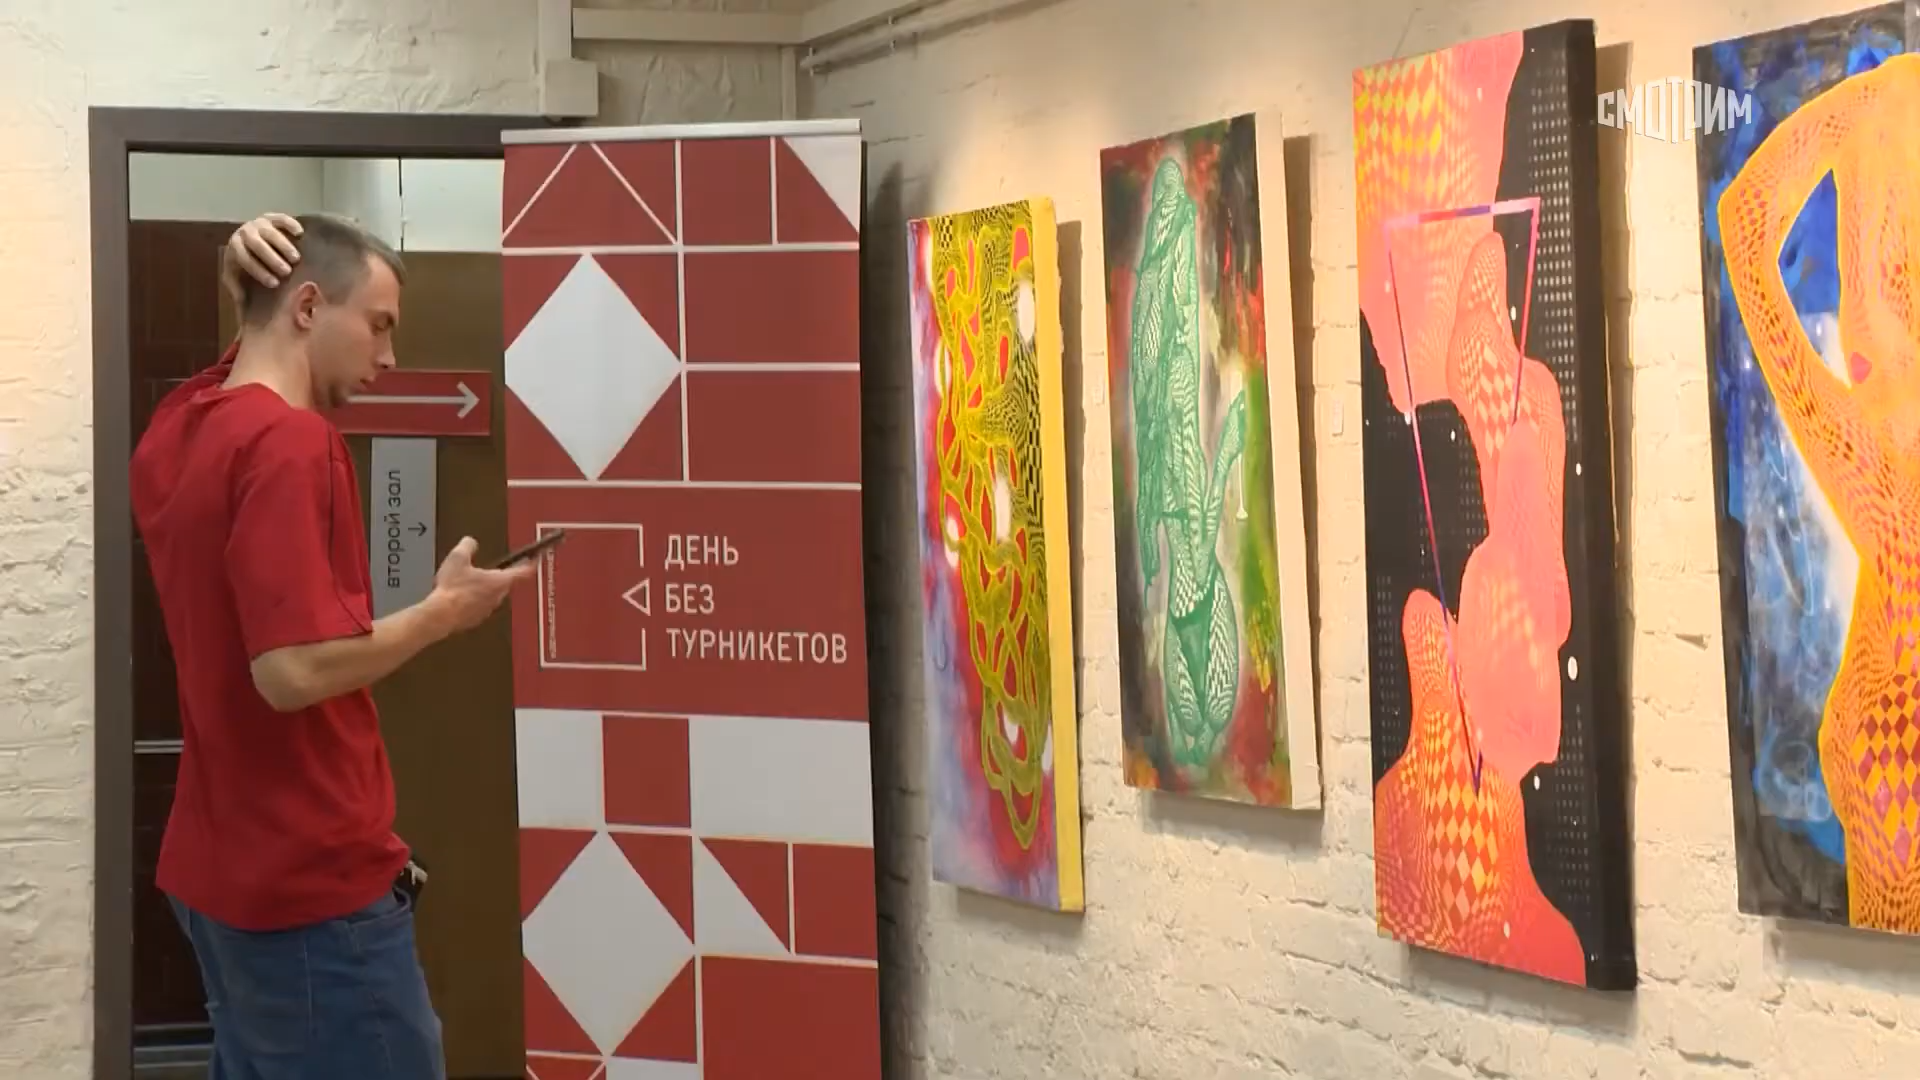 СМОТРИМ
второй зал
ДЕНЬ
БЕЗ
ТУРНИКЕТОВ